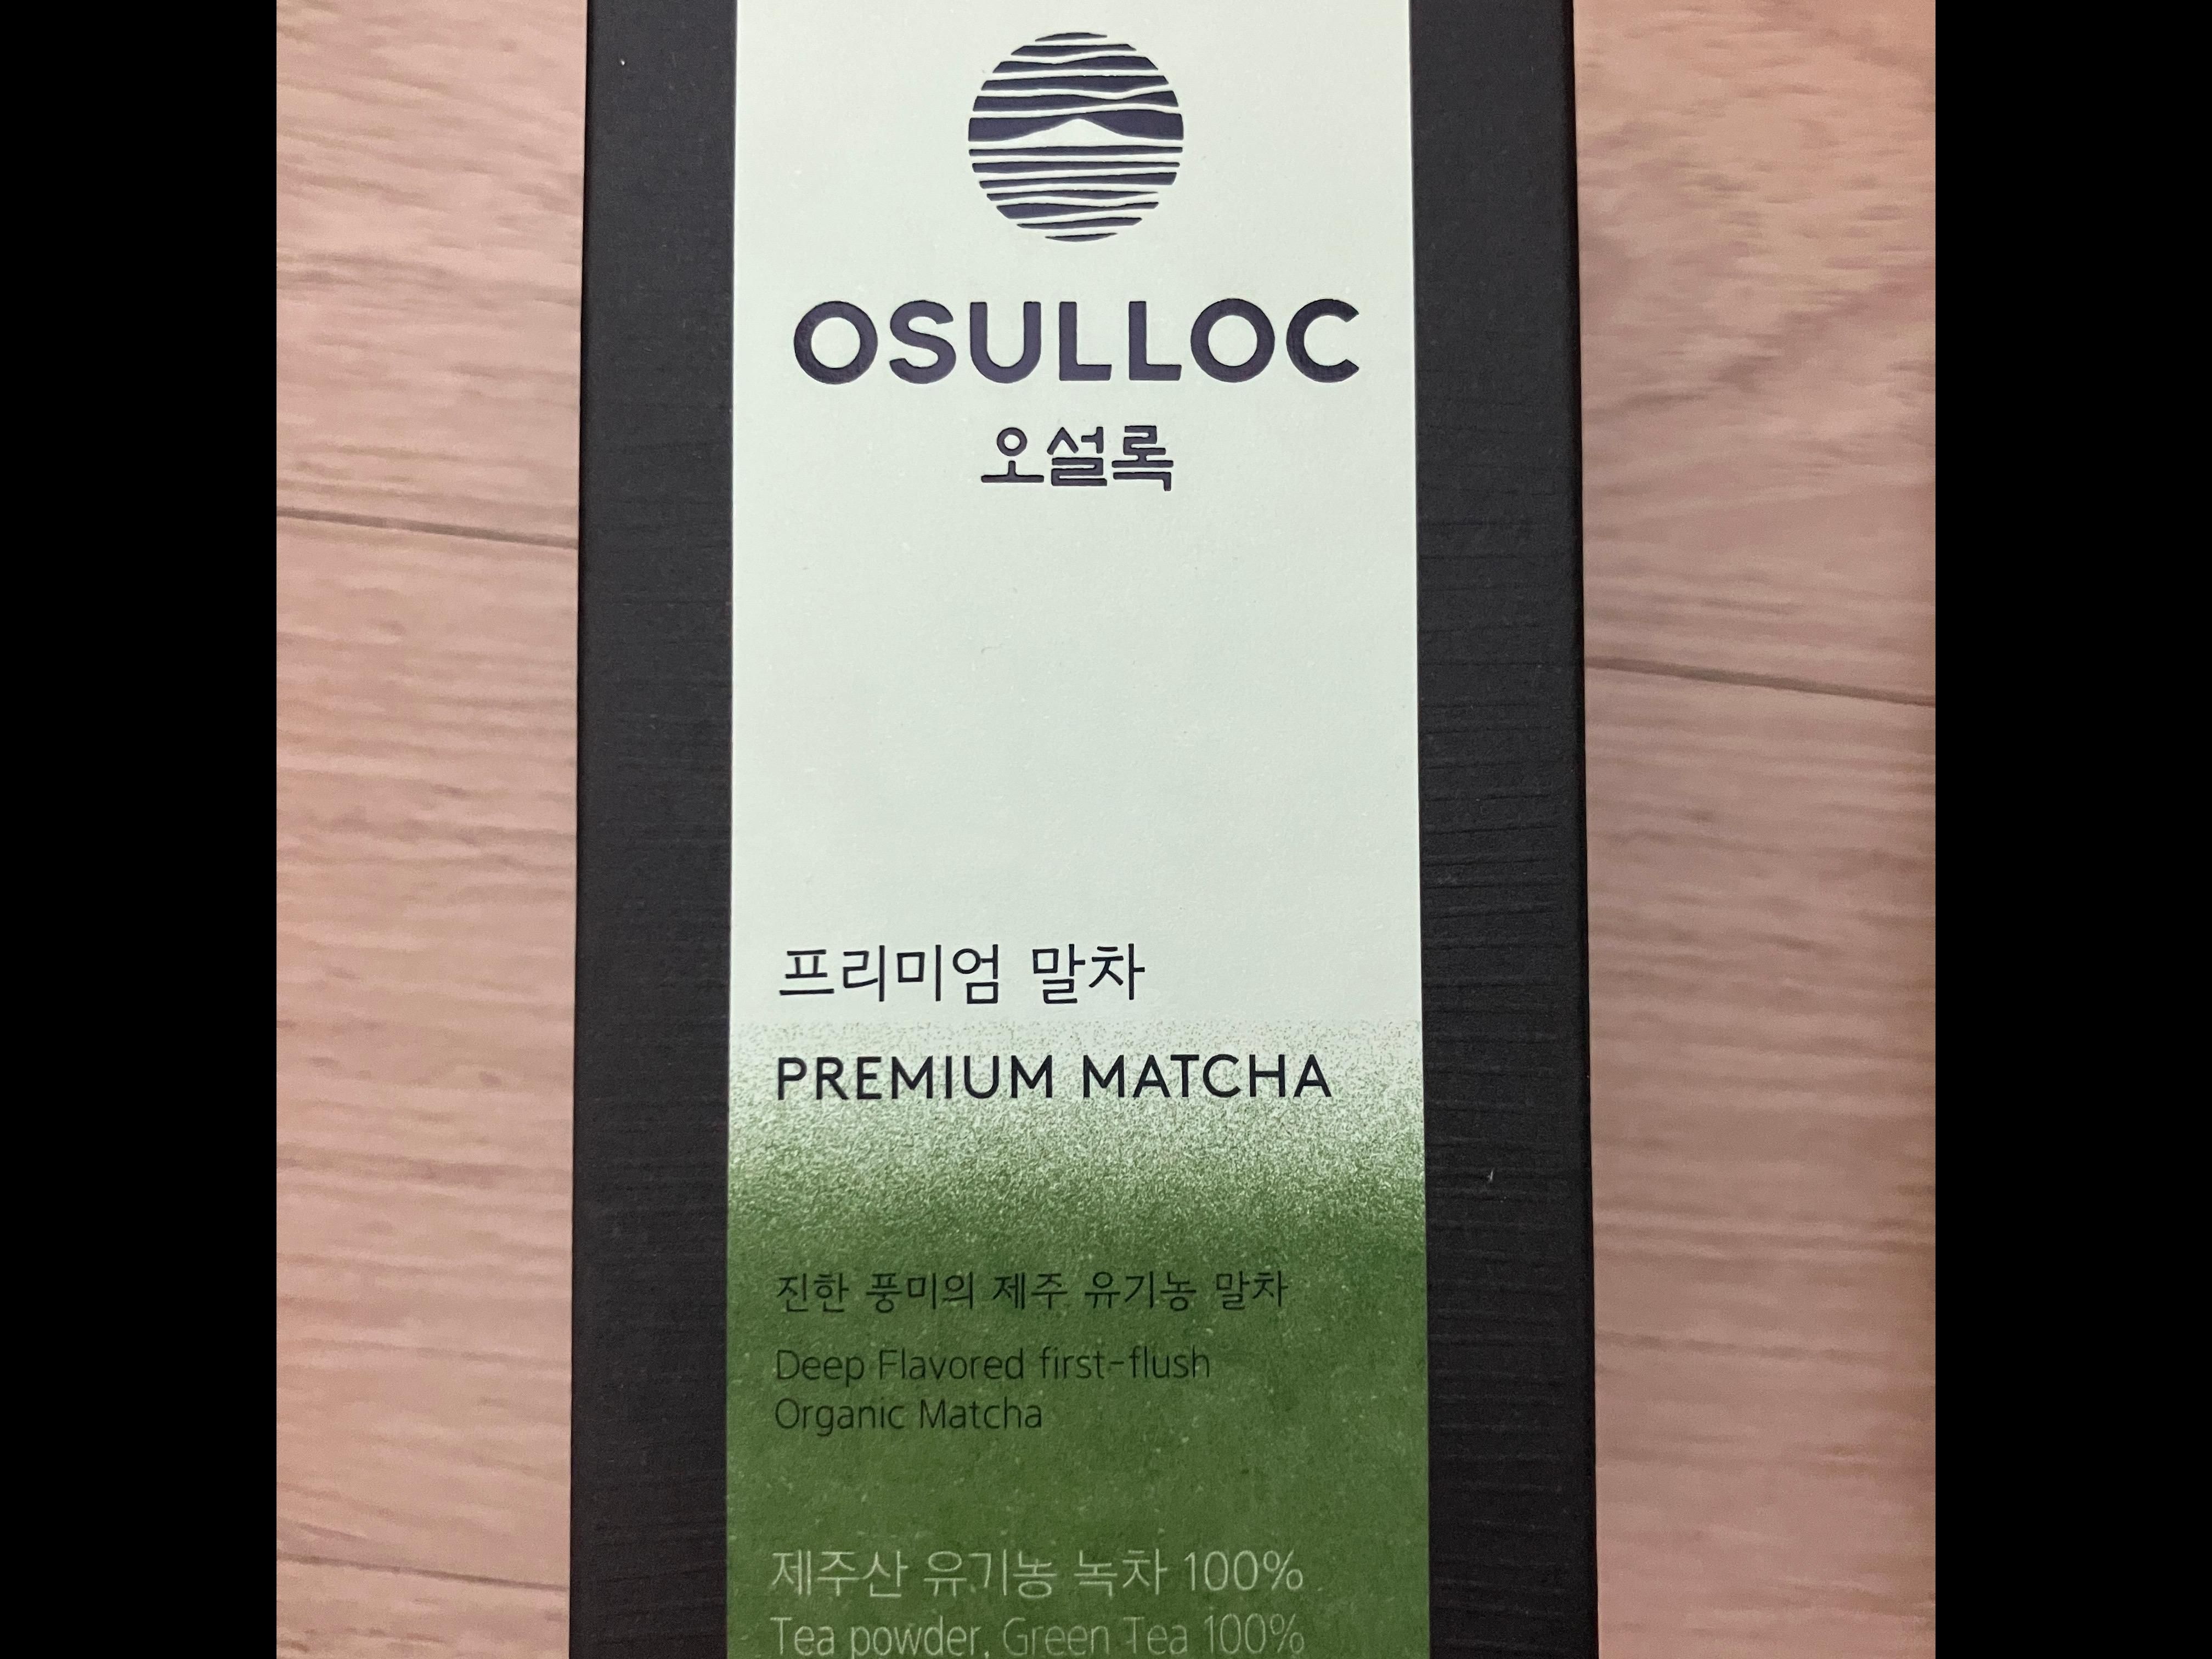 OSULLOC
오설록
프리미엄 말차
PREMIUM MATCHA
진한 풍미의 제주 유기농 말차
Deep Flavored first-flush
Organic Matcha
제주산 유기농 녹차 100%
Tea powder, Green Tea 100%